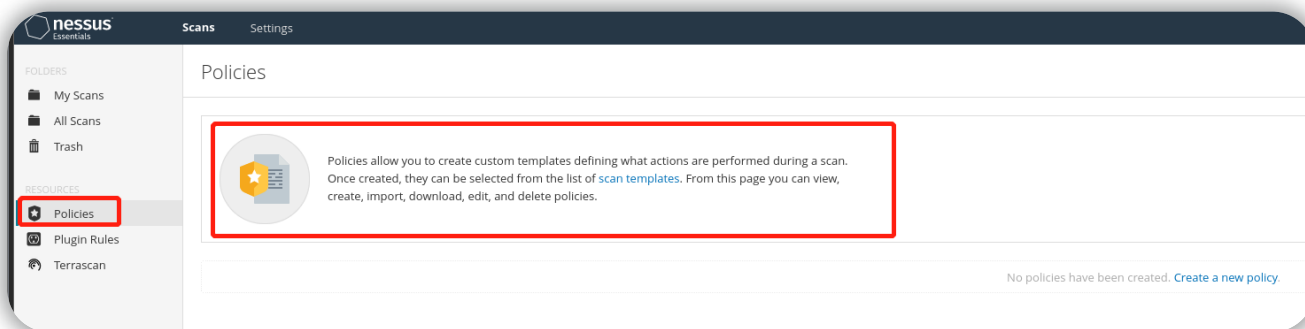 nessus
Essentials
Scans
Settings
FOLDERS
My Scans
All Scans
Trash
RESOURCES
Policies
Plugin Rules
Terrascan
Policies
Policies allow you to create custom templates defining what actions are performed during a scan.
Once created, they can be selected from the list of scan templates. From this page you can view,
create, import, download, edit, and delete policies.
No policies have been created. Create a new policy.